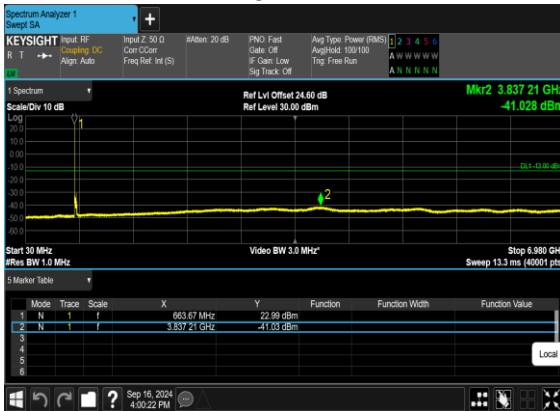 Spectrum Analyzer 1
Swept SA
+
KEYSIGHT Input: RF Input Z: 50 Ω #Atten: 20 dB PNO: Fast Avg Type: Power (RMS) 1 2 3 4 5 6
R T Coupling: DC Corr CCorr Gate: Off Avg|Hold: 100/100 A W W W W W
Align: Auto Freq Ref: Int (S) IF Gain: Low Trig: Free Run
Sig Track: Off A N N N N N
1 Spectrum Ref Lvl Offset 24.60 dB Mkr2 3.837 21 GHz
Scale/Div 10 dB Ref Level 30.00 dBm -41.028 dBm
Log
20.0
10.0
0.00
-10.0
DL1 -13.00 dB
-20.0
-30.0
-40.0
-50.0
-60.0
1
2
Start 30 MHz Video BW 3.0 MHz* Stop 6.980 GH
#Res BW 1.0 MHz Sweep 13.3 ms (40001 pts
5 Marker Table
Mode Trace Scale X Y Function Function Width Function Value
1 N 1 f 663.67 MHz 22.99 dBm
2 N 1 f 3.837 21 GHz -41.03 dBm
3
4
5
6
Local
? Sep 16, 2024
4:00:22 PM